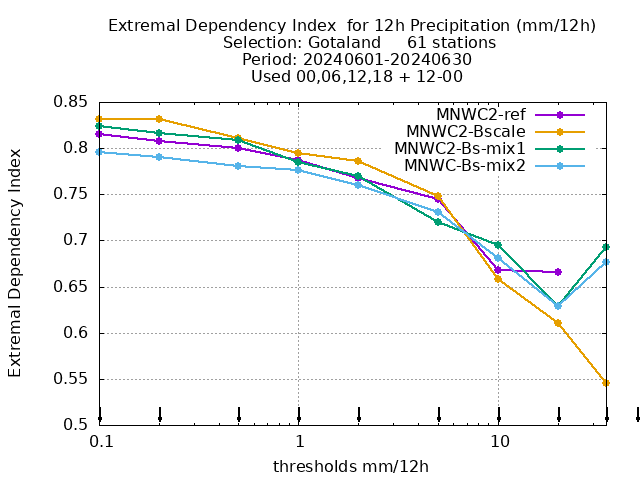 Extremal Dependency Index  for 12h Precipitation (mm/12h)
Selection: Gotaland     61 stations
Period: 20240601-20240630
Used 00,06,12,18 + 12-00
MNWC2-ref
MNWC2-Bscale
MNWC2-Bs-mix1
MNWC-Bs-mix2
0.85
0.8
0.75
0.7
0.65
0.6
0.55
0.5
Extremal Dependency Index
0.1 1 10
thresholds mm/12h